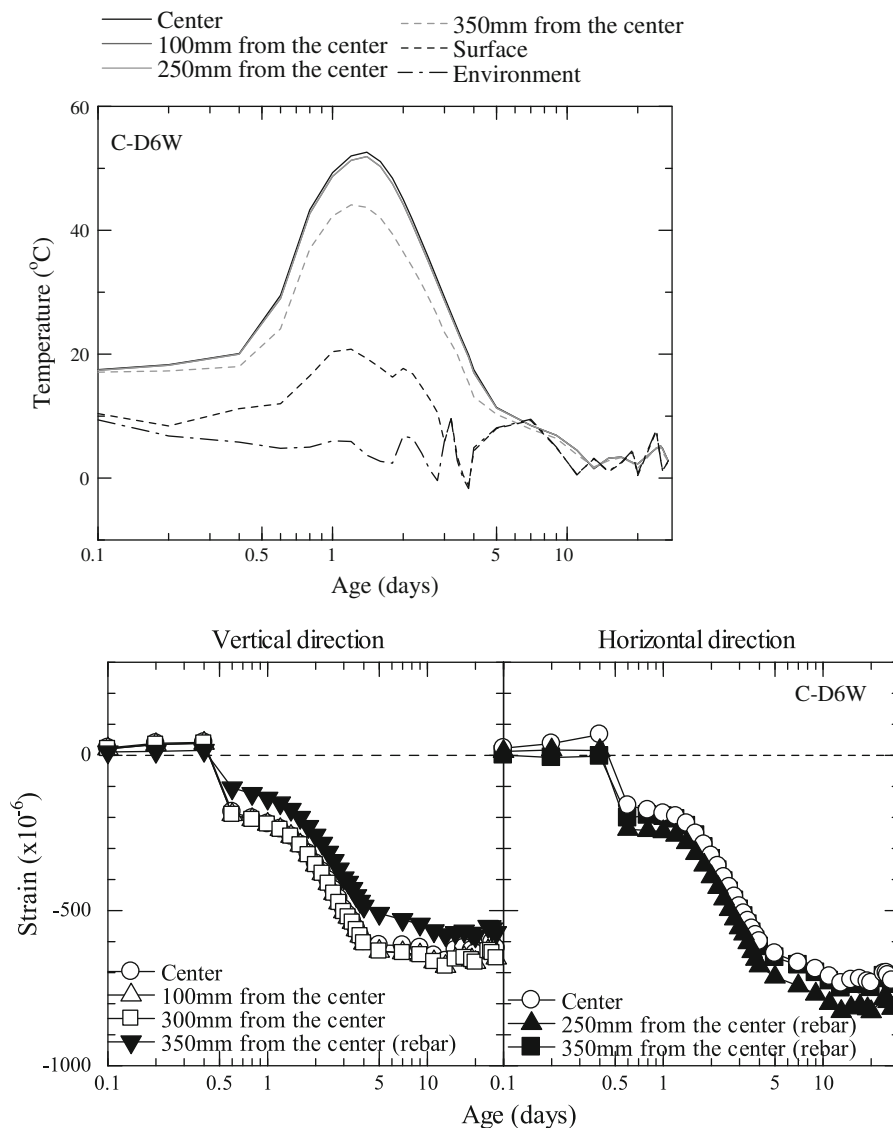 Center
100mm from the center
250mm from the center
350mm from the center
Surface
Environment
60
40
20
0
C-D6W
Temperature (°C)
0.1
0.5
1
5
10
Age (days)
Vertical direction
Horizontal direction
C-D6W
0
-500
-1000
Strain (x10⁻⁶)
Center
100mm from the center
300mm from the center
350mm from the center (rebar)
Center
250mm from the center (rebar)
350mm from the center (rebar)
0.1
0.5
1
5
10
0.1
0.5
1
5
10
Age (days)